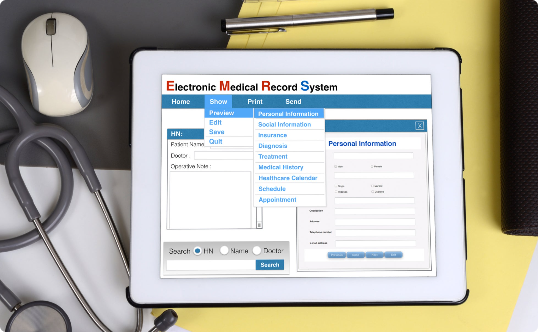 Electronic Medical Record System
Home Show Print Send
Preview
Edit
Save
Quit
Personal Information
Social Information
Insurance
Diagnosis
Treatment
Medical History
Healthcare Calendar
Schedule
Appointment
HN:
Patient Name
Doctor
Operative Note :
Search HN Name Doctor
Search
X
Personal Information